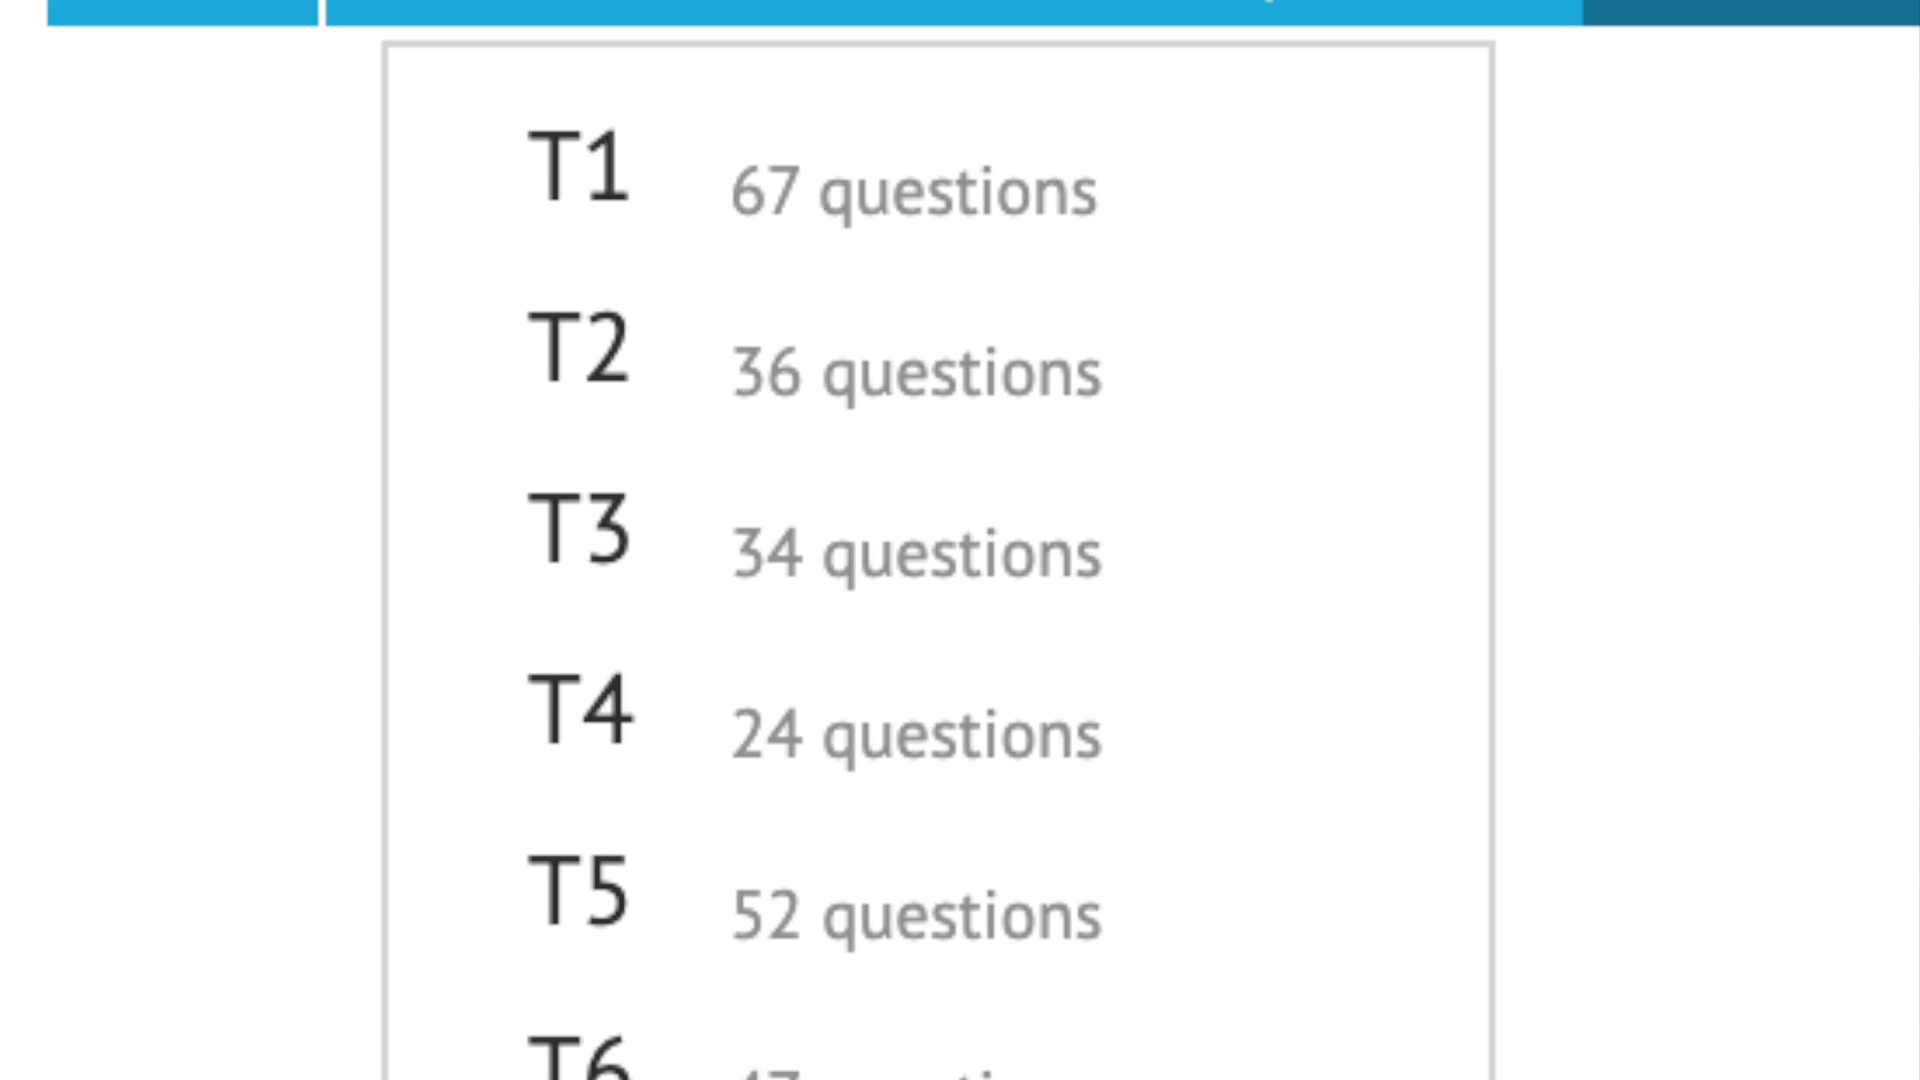 T1 67 questions
T2 36 questions
T3 34 questions
T4 24 questions
T5 52 questions
T6